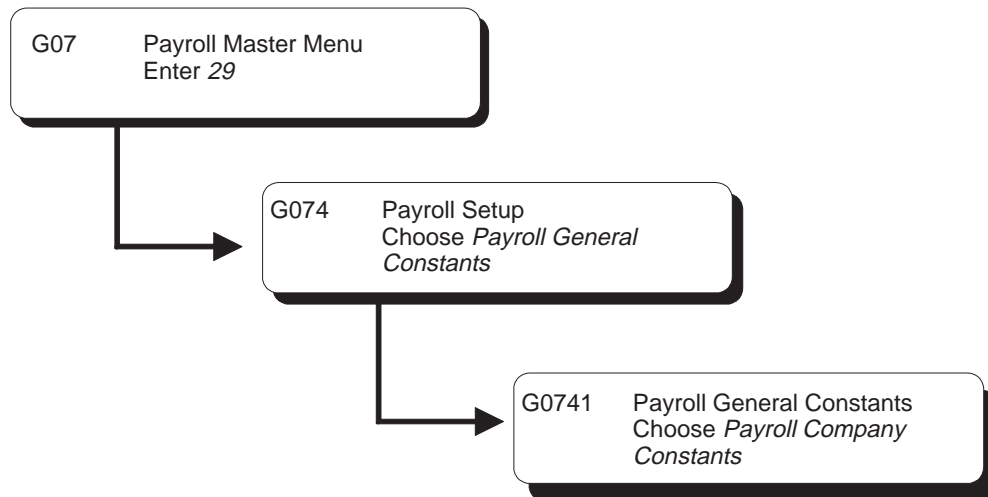 G07 Payroll Master Menu
Enter 29
G074 Payroll Setup
Choose Payroll General
Constants
G0741 Payroll General Constants
Choose Payroll Company
Constants